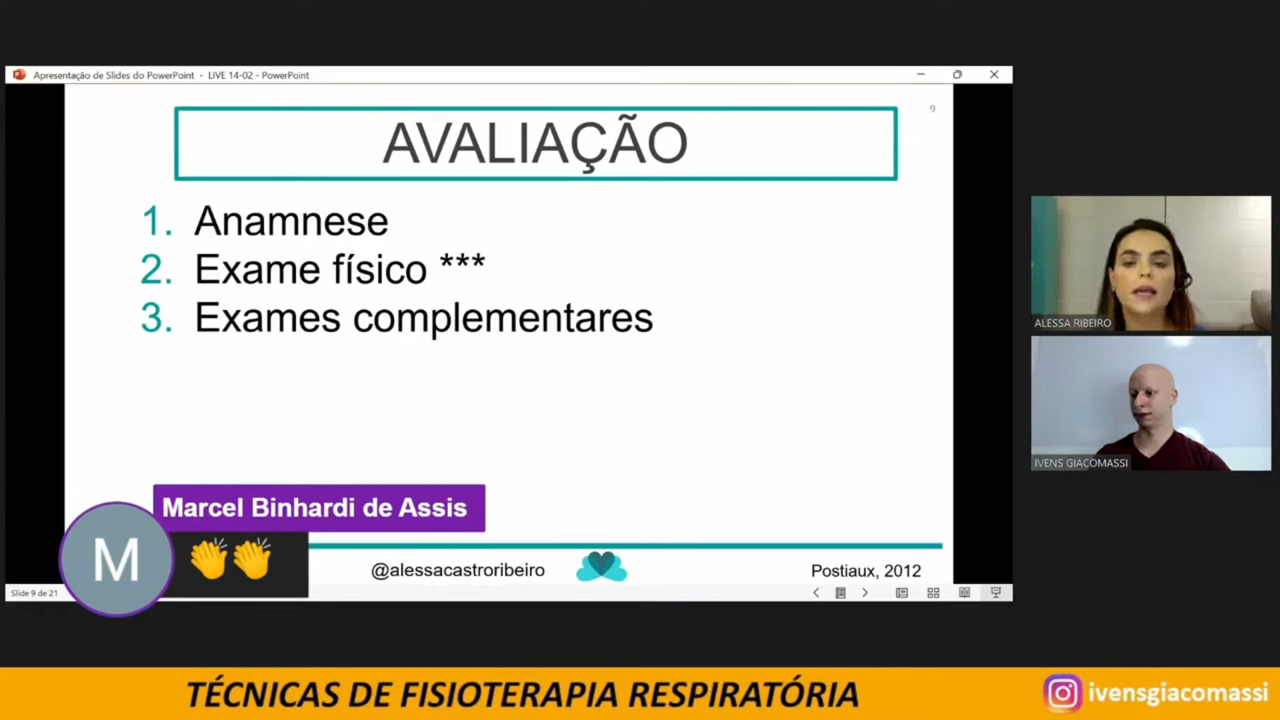 Apresentação de Slides do PowerPoint - LIVE 14-02 - PowerPoint
9
AVALIAÇÃO
1. Anamnese
2. Exame físico ***
3. Exames complementares
ALESSA RIBEIRO
IVENS GIACOMASSI
Marcel Binhardi de Assis
M
👏👏
@alessacastroribeiro
Postiaux, 2012
Slide 9 de 21
TÉCNICAS DE FISIOTERAPIA RESPIRATÓRIA
ivensgiacomassi